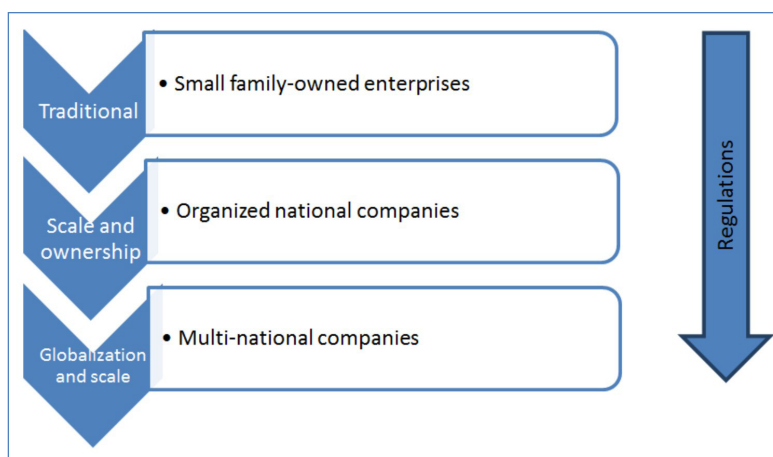 Traditional
• Small family-owned enterprises
Scale and
ownership
• Organized national companies
Globalization
and scale
• Multi-national companies
Regulations